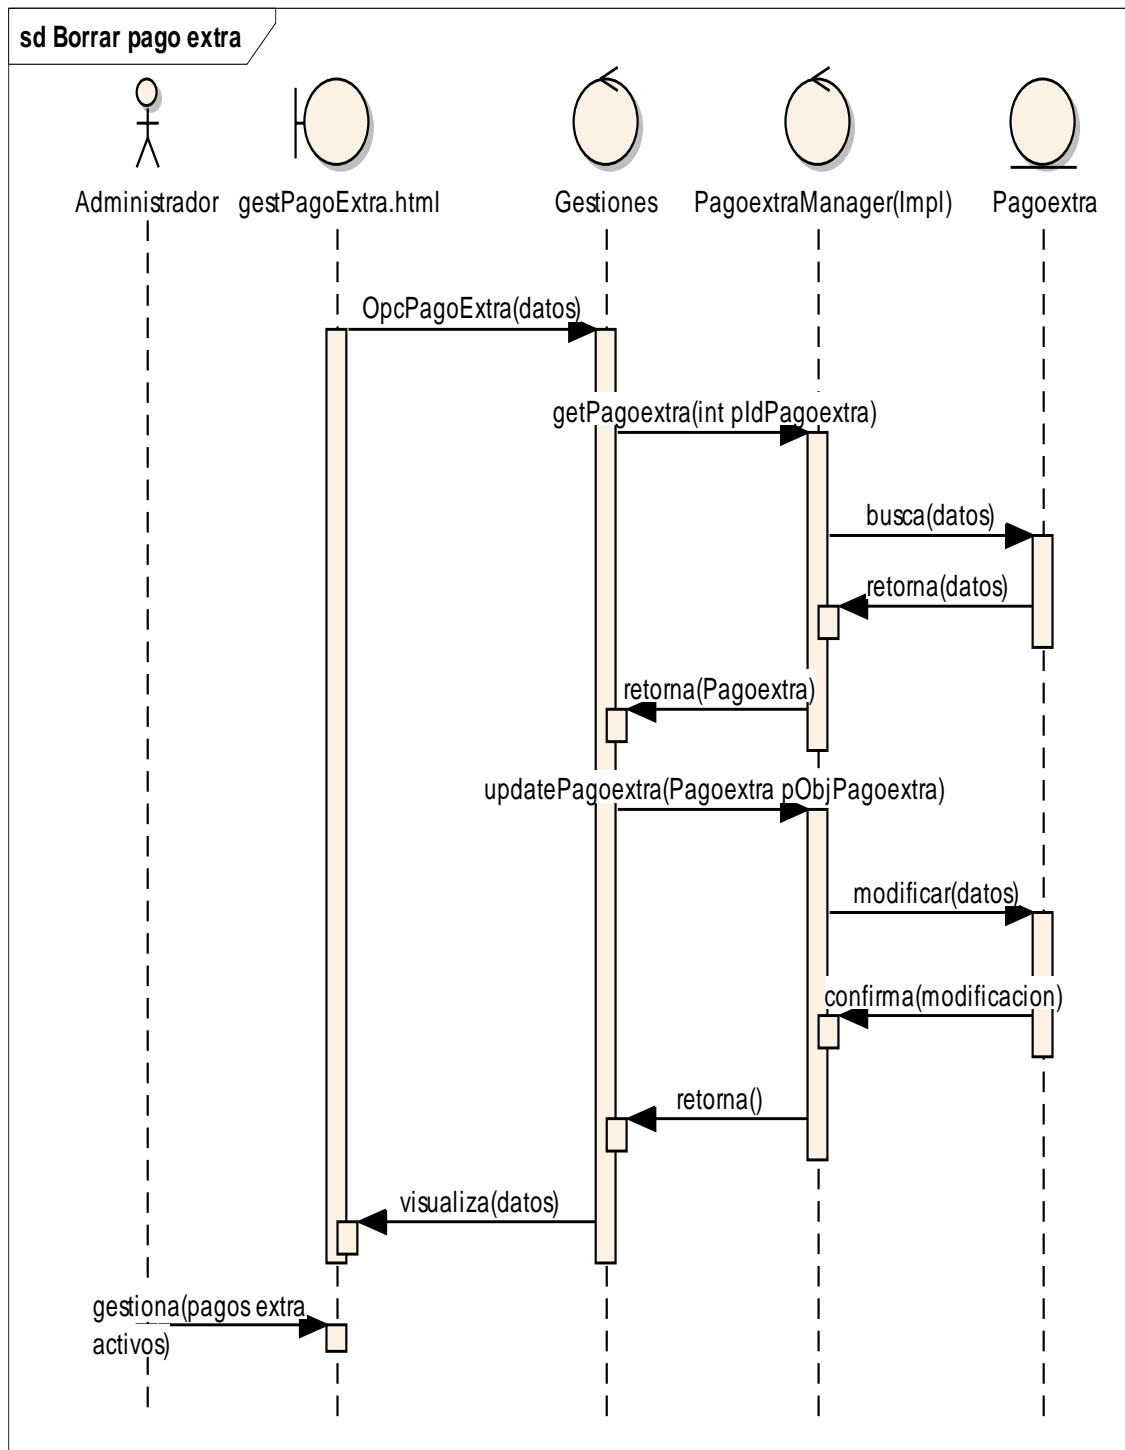 sd Borrar pago extra
Administrador
gestPagoExtra.html
Gestiones
PagoextraManager(Impl)
Pagoextra
OpcPagoExtra(datos)
getPagoextra(int pIdPagoextra)
busca(datos)
retorna(datos)
retorna(Pagoextra)
updatePagoextra(Pagoextra pObjPagoextra)
modificar(datos)
confirma(modificacion)
retorna()
visualiza(datos)
gestiona(pagos extra
activos)